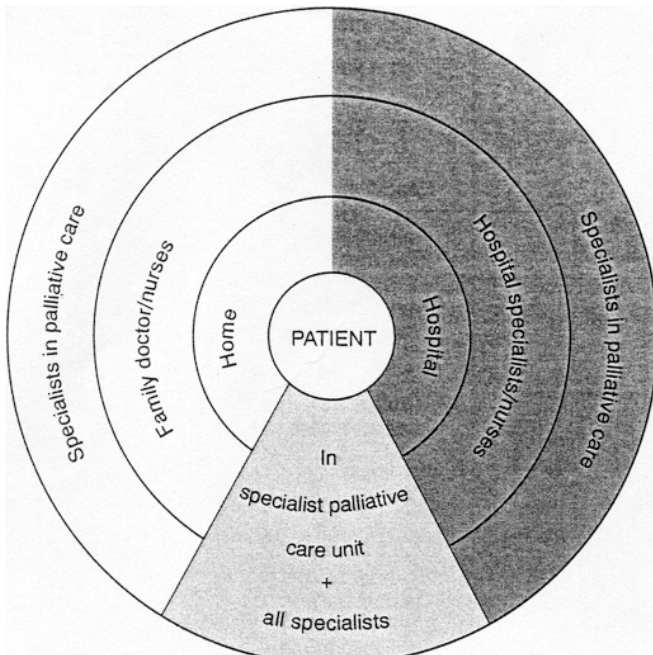 Specialists in palliative care
Family doctor/nurses
Home
PATIENT
Hospital
Hospital specialists/nurses
Specialists in palliative care
In
specialist palliative
care unit
+
all specialists